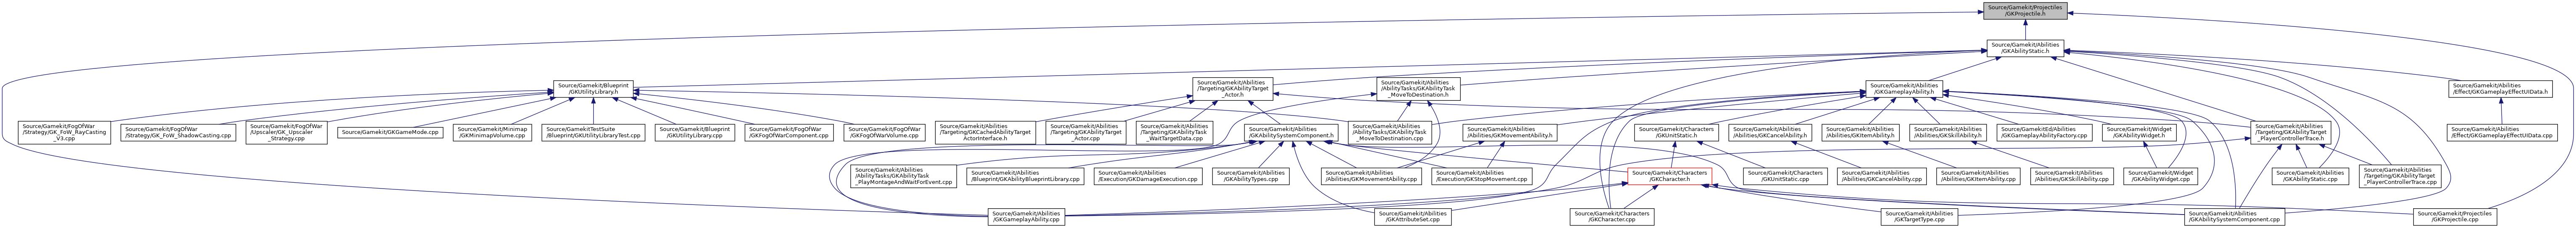 Source/Gamekit/Projectiles
/GKProjectile.h
Source/Gamekit/Abilities
/GKAbilityStatic.h
Source/Gamekit/Blueprint
/GKUtilityLibrary.h
Source/Gamekit/Abilities
/Targeting/GKAbilityTarget
_Actor.h
Source/Gamekit/Abilities
/AbilityTasks/GKAbilityTask
_MoveToDestination.h
Source/Gamekit/Abilities
/GKGameplayAbility.h
Source/Gamekit/Abilities
/Effect/GKGameplayEffectUIData.h
Source/Gamekit/FogOfWar
/Strategy/GK_FoW_RayCasting
_V3.cpp
Source/Gamekit/FogOfWar
/Strategy/GK_FoW_ShadowCasting.cpp
Source/Gamekit/FogOfWar
/Upscaler/GK_Upscaler
_Strategy.cpp
Source/Gamekit/GKGameMode.cpp
Source/Gamekit/Minimap
/GKMinimapVolume.cpp
Source/GamekitTestSuite
/Blueprint/GKUtilityLibraryTest.cpp
Source/Gamekit/Blueprint
/GKUtilityLibrary.cpp
Source/Gamekit/FogOfWar
/GKFogOfWarComponent.cpp
Source/Gamekit/FogOfWar
/GKFogOfWarVolume.cpp
Source/Gamekit/Abilities
/Targeting/GKCachedAbilityTarget
ActorInterface.h
Source/Gamekit/Abilities
/Targeting/GKAbilityTarget
_Actor.cpp
Source/Gamekit/Abilities
/Targeting/GKAbilityTask
_WaitTargetData.cpp
Source/Gamekit/Abilities
/GKAbilitySystemComponent.h
Source/Gamekit/Abilities
/AbilityTasks/GKAbilityTask
_MoveToDestination.cpp
Source/Gamekit/Abilities
/Abilities/GKMovementAbility.h
Source/Gamekit/Characters
/GKUnitStatic.h
Source/Gamekit/Abilities
/Abilities/GKCancelAbility.h
Source/Gamekit/Abilities
/Abilities/GKItemAbility.h
Source/Gamekit/Abilities
/Abilities/GKSkillAbility.h
Source/GamekitEd/Abilities
/GKGameplayAbilityFactory.cpp
Source/Gamekit/Widget
/GKAbilityWidget.h
Source/Gamekit/Abilities
/Targeting/GKAbilityTarget
_PlayerControllerTrace.h
Source/Gamekit/Abilities
/Effect/GKGameplayEffectUIData.cpp
Source/Gamekit/Abilities
/AbilityTasks/GKAbilityTask
_PlayMontageAndWaitForEvent.cpp
Source/Gamekit/Abilities
/Blueprint/GKAbilityBlueprintLibrary.cpp
Source/Gamekit/Abilities
/Execution/GKDamageExecution.cpp
Source/Gamekit/Abilities
/GKAbilityTypes.cpp
Source/Gamekit/Abilities
/Abilities/GKMovementAbility.cpp
Source/Gamekit/Abilities
/Execution/GKStopMovement.cpp
Source/Gamekit/Characters
/GKCharacter.h
Source/Gamekit/Characters
/GKUnitStatic.cpp
Source/Gamekit/Abilities
/Abilities/GKCancelAbility.cpp
Source/Gamekit/Abilities
/Abilities/GKItemAbility.cpp
Source/Gamekit/Abilities
/Abilities/GKSkillAbility.cpp
Source/Gamekit/Widget
/GKAbilityWidget.cpp
Source/Gamekit/Abilities
/GKAbilityStatic.cpp
Source/Gamekit/Abilities
/Targeting/GKAbilityTarget
_PlayerControllerTrace.cpp
Source/Gamekit/Abilities
/GKGameplayAbility.cpp
Source/Gamekit/Abilities
/GKAttributeSet.cpp
Source/Gamekit/Characters
/GKCharacter.cpp
Source/Gamekit/Abilities
/GKTargetType.cpp
Source/Gamekit/Abilities
/GKAbilitySystemComponent.cpp
Source/Gamekit/Projectiles
/GKProjectile.cpp